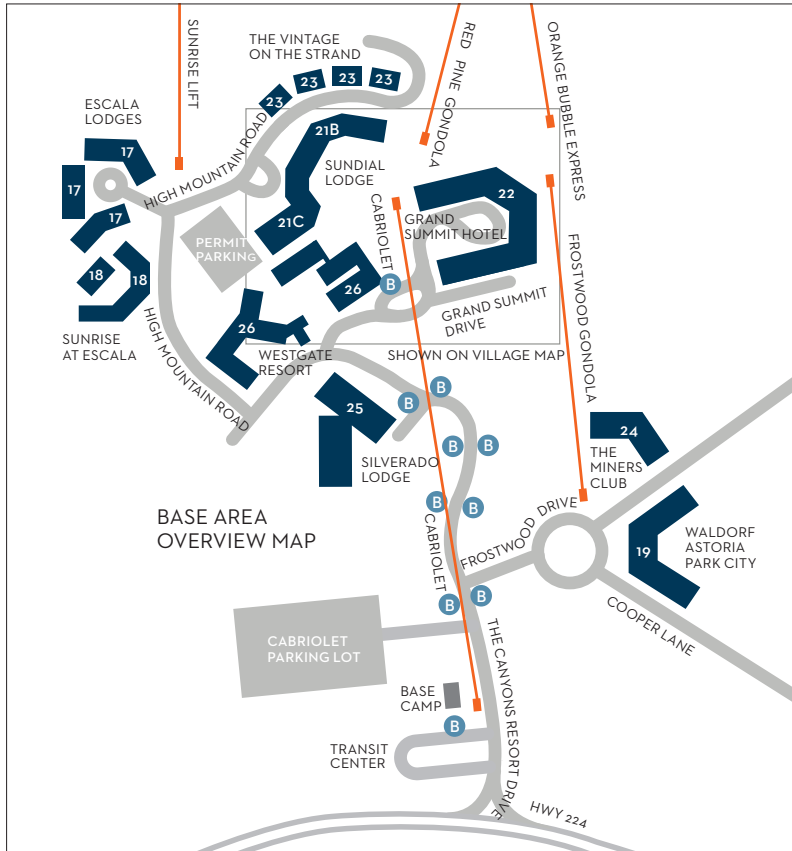 SUNRISE LIFT
THE VINTAGE
ON THE STRAND
23
23
23
23
RED PINE GONDOLA
ORANGE BUBBLE EXPRESS
ESCALA
LODGES
17
17
17
HIGH MOUNTAIN ROAD
21B
SUNDIAL
LODGE
21C
PERMIT
PARKING
CABRIOLET
22
GRAND
SUMMIT HOTEL
18
18
SUNRISE
AT ESCALA
26
B
GRAND SUMMIT
DRIVE
FROSTWOOD GONDOLA
26
WESTGATE
RESORT
SHOWN ON VILLAGE MAP
HIGH MOUNTAIN ROAD
25
B
B
B
B
SILVERADO
LODGE
24
THE
MINERS
CLUB
BASE AREA
OVERVIEW MAP
B
B
CABRIOLET
FROSTWOOD DRIVE
19
WALDORF
ASTORIA
PARK CITY
B
B
COOPER LANE
CABRIOLET
PARKING LOT
THE CANYONS RESORT DRIVE
BASE
CAMP
B
TRANSIT
CENTER
HWY 224